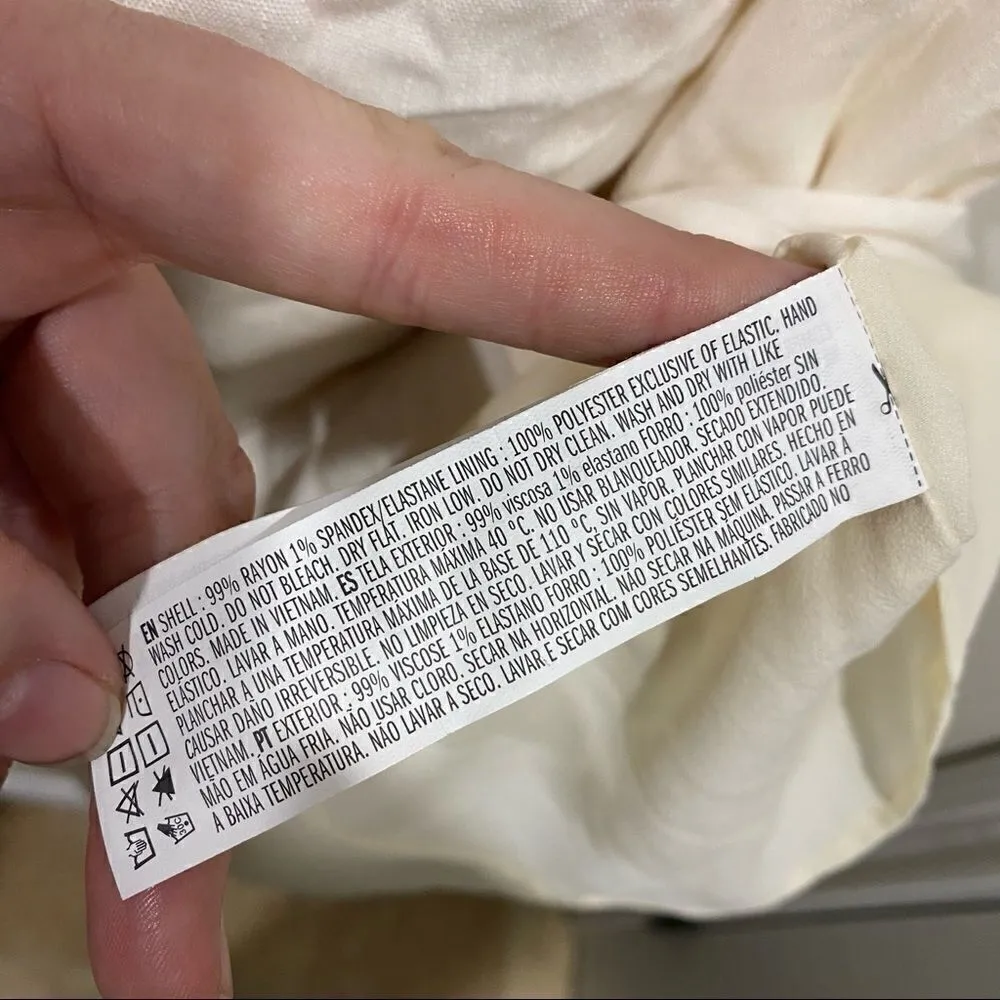 EN SHELL : 99% RAYON 1% SPANDEX/ELASTANE LINING : 100% POLYESTER EXCLUSIVE OF ELASTIC. HAND
WASH COLD. DO NOT BLEACH. DRY FLAT. IRON LOW. DO NOT DRY CLEAN. WASH AND DRY WITH LIKE
COLORS. MADE IN VIETNAM. ES TELA EXTERIOR : 99% viscosa 1% elastano FORRO : 100% poliéster SIN
ELÁSTICO. LAVAR A MANO. TEMPERATURA MÁXIMA 40 °C. NO USAR BLANQUEADOR. SECADO EXTENDIDO.
PLANCHAR A UNA TEMPERATURA MÁXIMA DE LA BASE DE 110 °C, SIN VAPOR. PLANCHAR CON VAPOR PUEDE
CAUSAR DAÑO IRREVERSIBLE. NO LIMPIEZA EN SECO. LAVAR Y SECAR CON COLORES SIMILARES. HECHO EN
VIETNAM. PT EXTERIOR : 99% VISCOSE 1% ELASTANO FORRO : 100% POLIÉSTER SEM ELÁSTICO. LAVAR À
MÃO EM ÁGUA FRIA. NÃO USAR CLORO. SECAR NA HORIZONTAL. NÃO SECAR NA MÁQUINA. PASSAR A FERRO
A BAIXA TEMPERATURA. NÃO LAVAR A SECO. LAVAR E SECAR COM CORES SEMELHANTES. FABRICADO NO